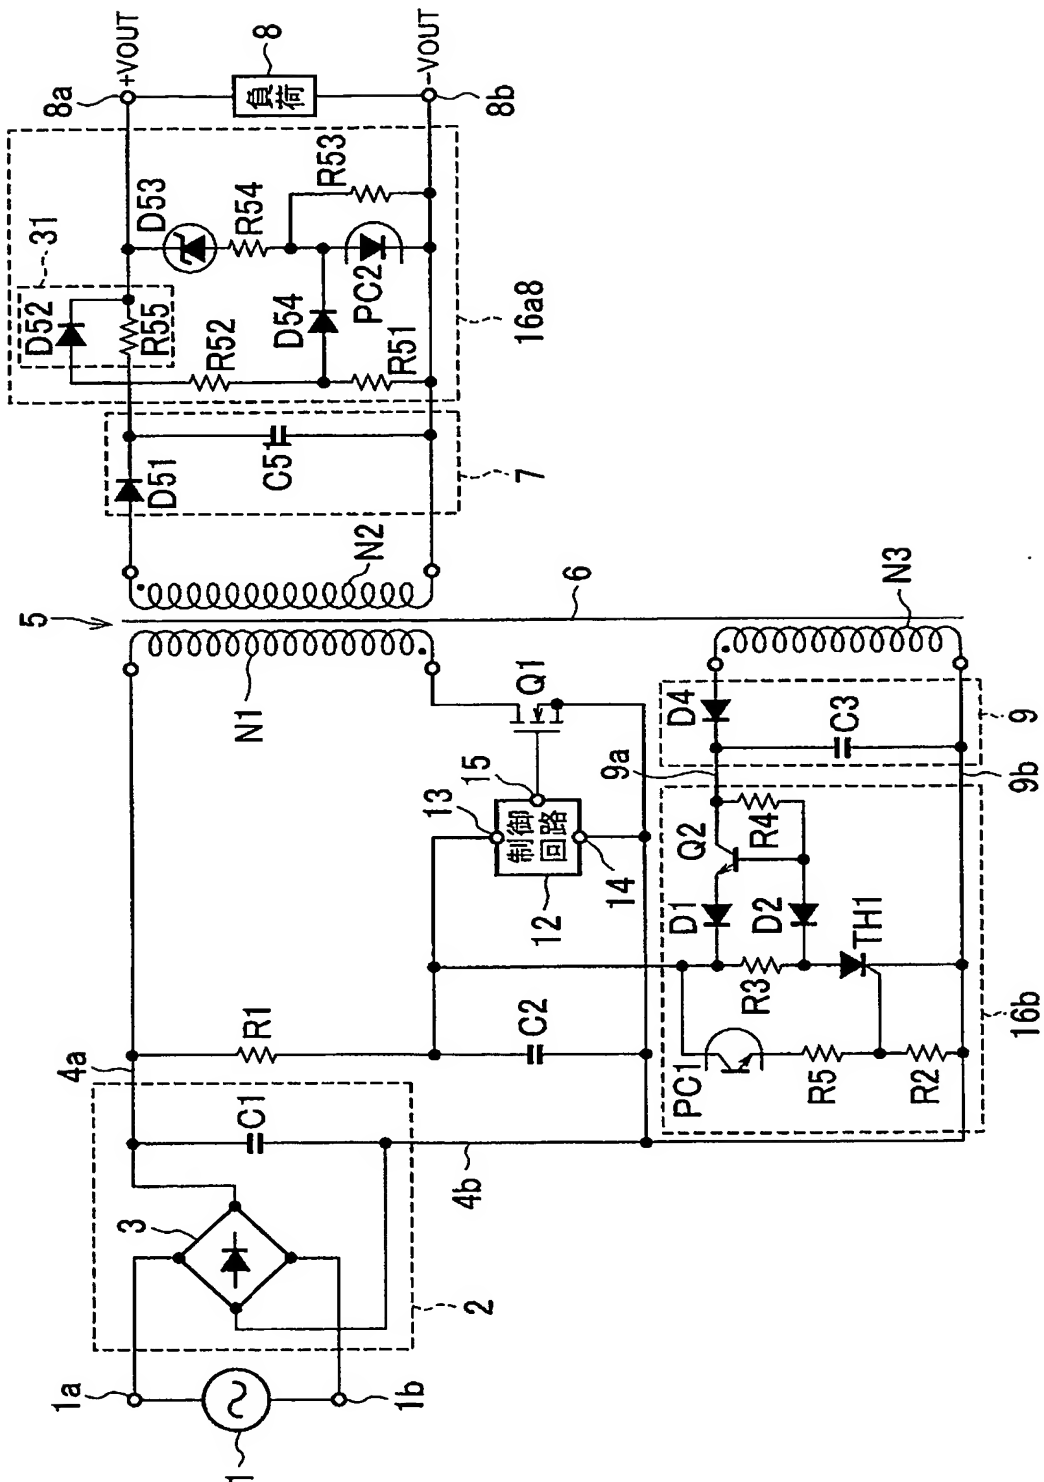 1
1a
1b
2
3
C1
4a
4b
R1
C2
5
N1
N2
N3
6
Q1
15
13
制御
回路
14
12
D51
C51
7
D52
31
R55
R52
R51
D54
D53
R54
PC2
R53
16a8
8a
+VOUT
8
負荷
8b
-VOUT
D4
C3
9
9a
9b
Q2
R4
D1
D2
R3
TH1
PC1
R5
R2
16b